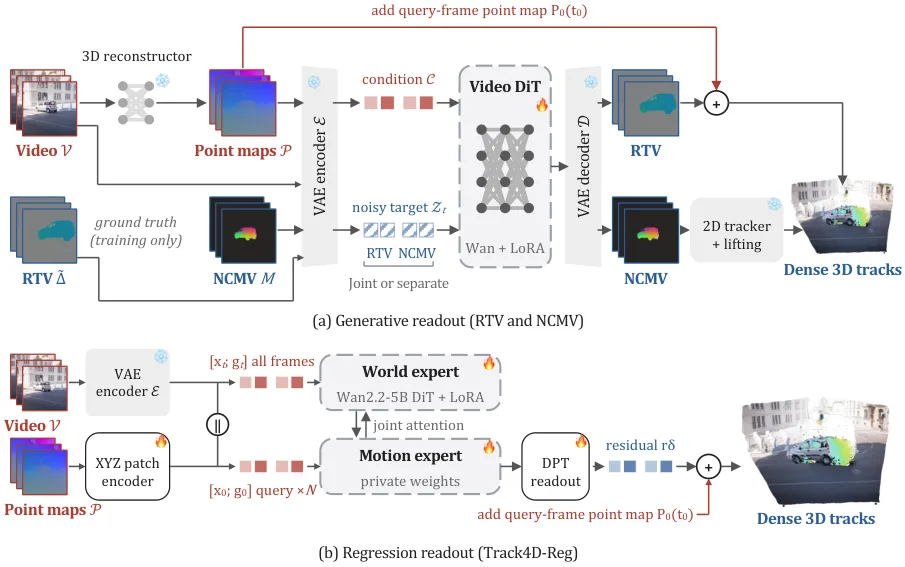 add query-frame point map P₀(t₀)
3D reconstructor
Video 𝒱
Point maps 𝒫
VAE encoder ℰ
condition 𝒞
Video DiT
Wan + LoRA
VAE decoder 𝒟
RTV
+
ground truth
(training only)
RTV Δ̃
NCMV M
noisy target 𝒵ₜ
RTV NCMV
Joint or separate
NCMV
2D tracker
+ lifting
Dense 3D tracks
(a) Generative readout (RTV and NCMV)
Video 𝒱
VAE
encoder ℰ
[xₜ; gₜ] all frames
World expert
Wan2.2-5B DiT + LoRA
||
joint attention
Point maps 𝒫
XYZ patch
encoder
[x₀; g₀] query ×N
Motion expert
private weights
DPT
readout
residual rδ
+
add query-frame point map P₀(t₀)
Dense 3D tracks
(b) Regression readout (Track4D-Reg)